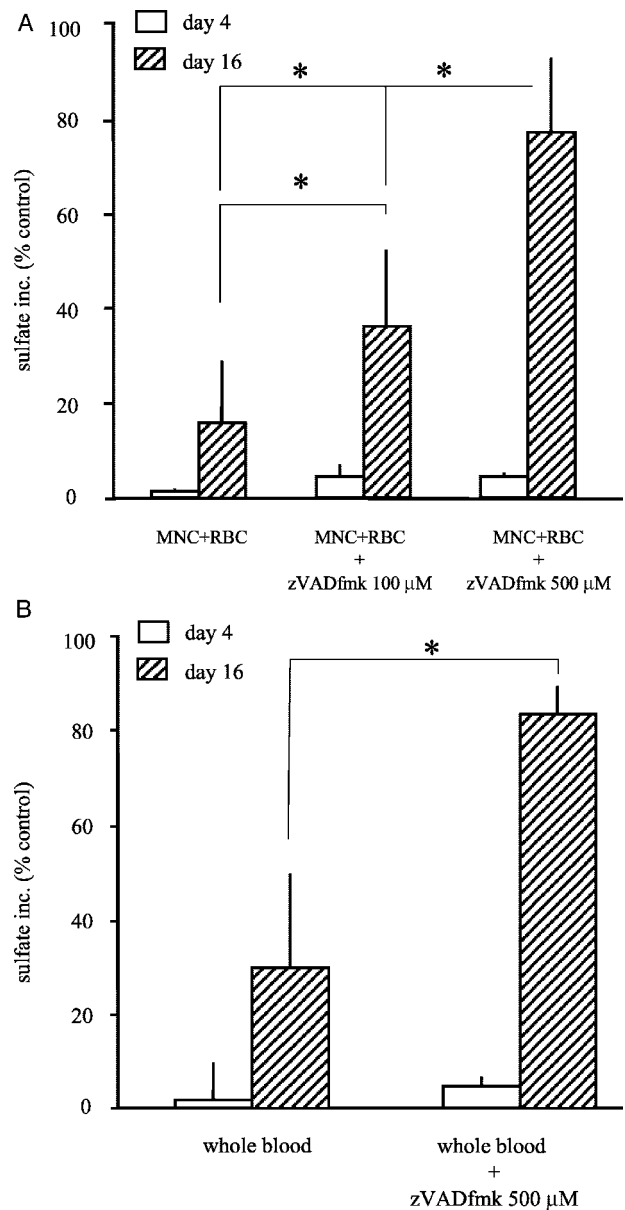 A
day 4
day 16
sulfate inc. (% control)
100
80
60
40
20
0
*
*
*
MNC+RBC
MNC+RBC
+
zVADfmk 100 µM
MNC+RBC
+
zVADfmk 500 µM
B
day 4
day 16
sulfate inc. (% control)
100
80
60
40
20
0
*
whole blood
whole blood
+
zVADfmk 500 µM